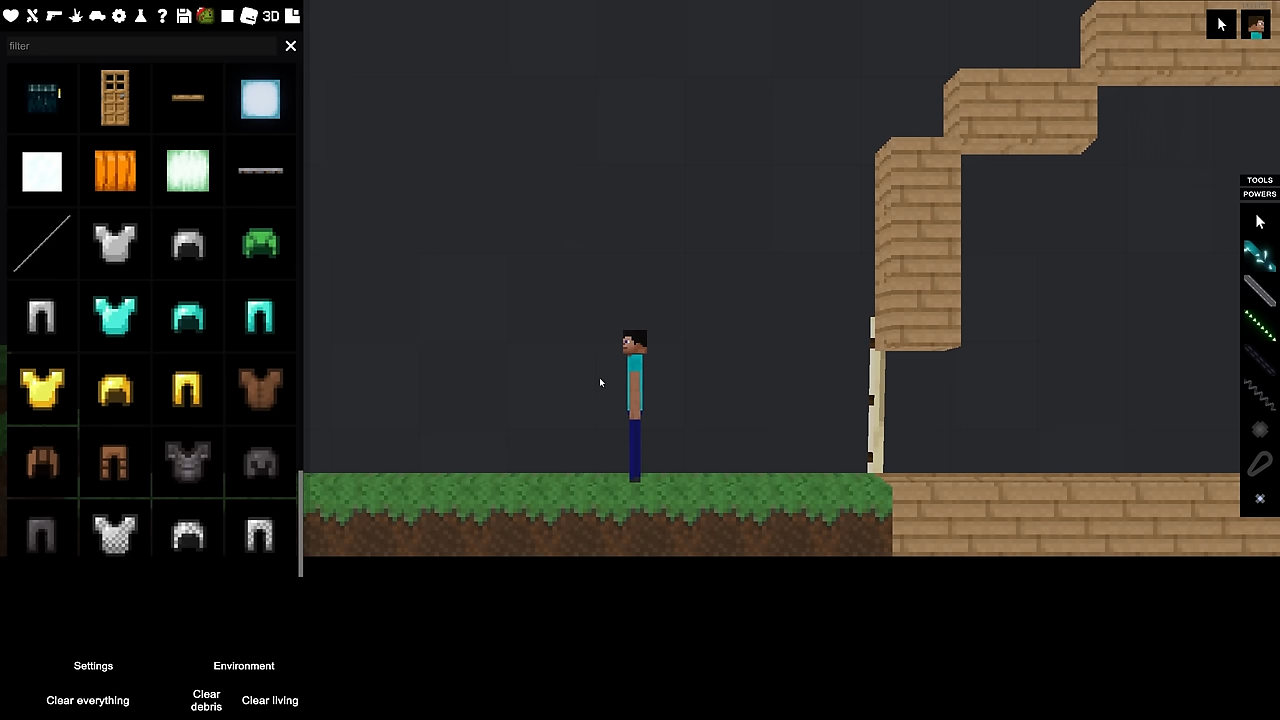 3D
filter
TOOLS
POWERS
Settings
Environment
Clear everything
Clear
debris
Clear living